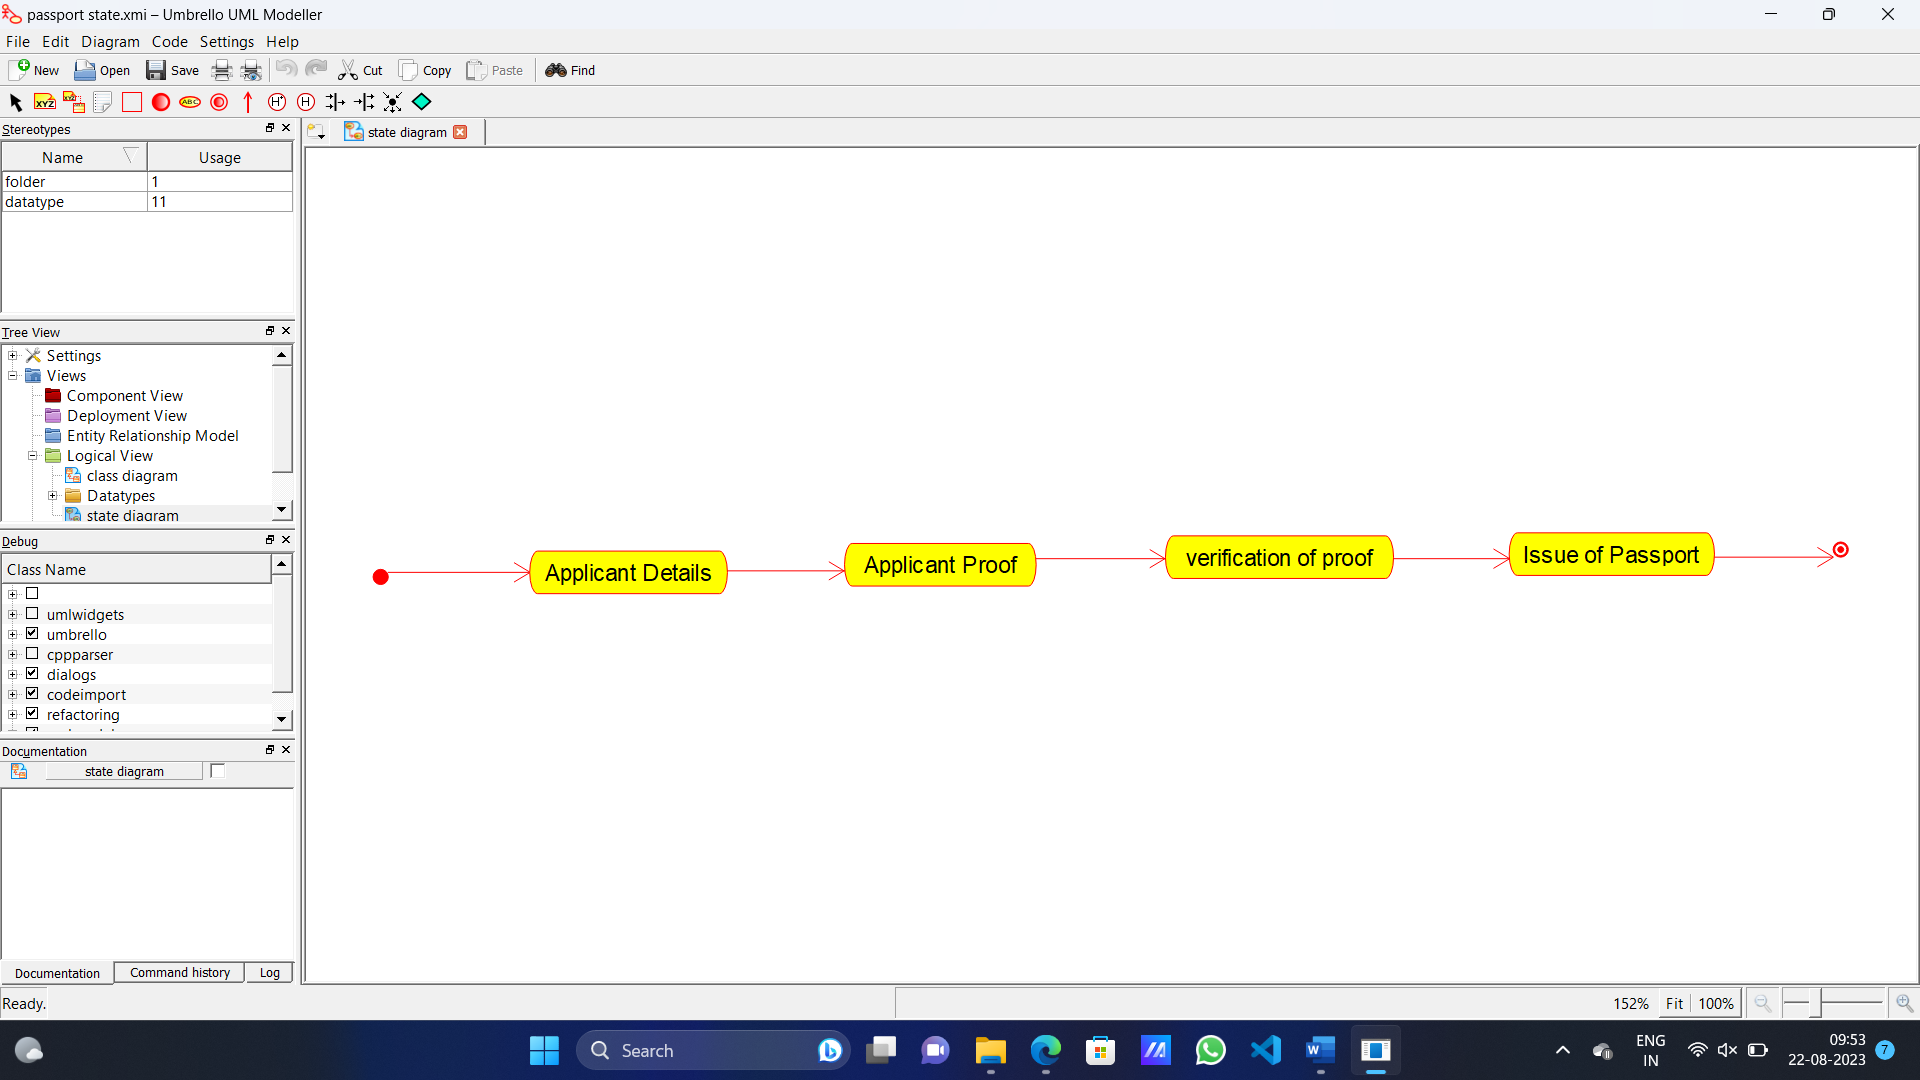 passport state.xmi – Umbrello UML Modeller
File Edit Diagram Code Settings Help
New Open Save Cut Copy Paste Find
XYZ XYZ ABC H* H
Stereotypes
state diagram
Name Usage
folder 1
datatype 11
Tree View
Settings
Views
Component View
Deployment View
Entity Relationship Model
Logical View
class diagram
Datatypes
state diagram
Debug
Class Name
umlwidgets
umbrello
cppparser
dialogs
codeimport
refactoring
Documentation
state diagram
Documentation Command history Log
Applicant Details
Applicant Proof
verification of proof
Issue of Passport
Ready.
152% Fit 100%
Search
ENG
IN
09:53
22-08-2023
7